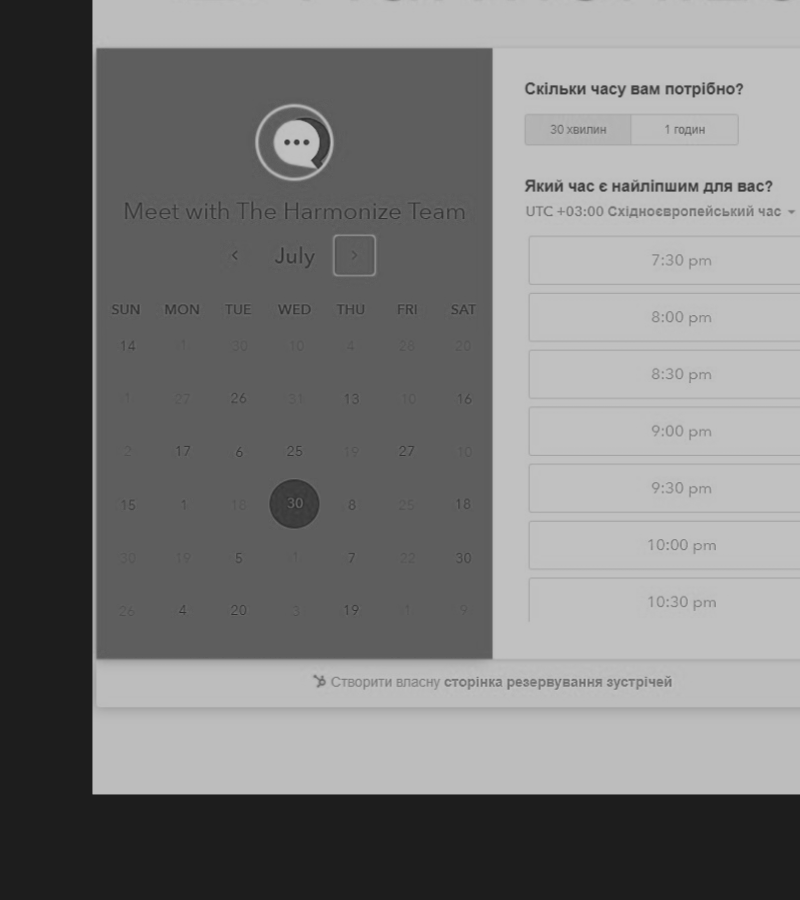 Meet with The Harmonize Team
July
SUN MON TUE WED THU FRI SAT
14 1 30 10 4 28 20
1 27 26 31 13 10 16
2 17 6 25 19 27 10
15 1 18 30 8 25 18
30 19 5 7 22 30
26 4 20 3 19 1 9
Скільки часу вам потрібно?
30 хвилин 1 годин
Який час є найліпшим для вас?
UTC +03:00 Східноєвропейський час
7:30 pm
8:00 pm
8:30 pm
9:00 pm
9:30 pm
10:00 pm
10:30 pm
Створити власну сторінка резервування зустрічей